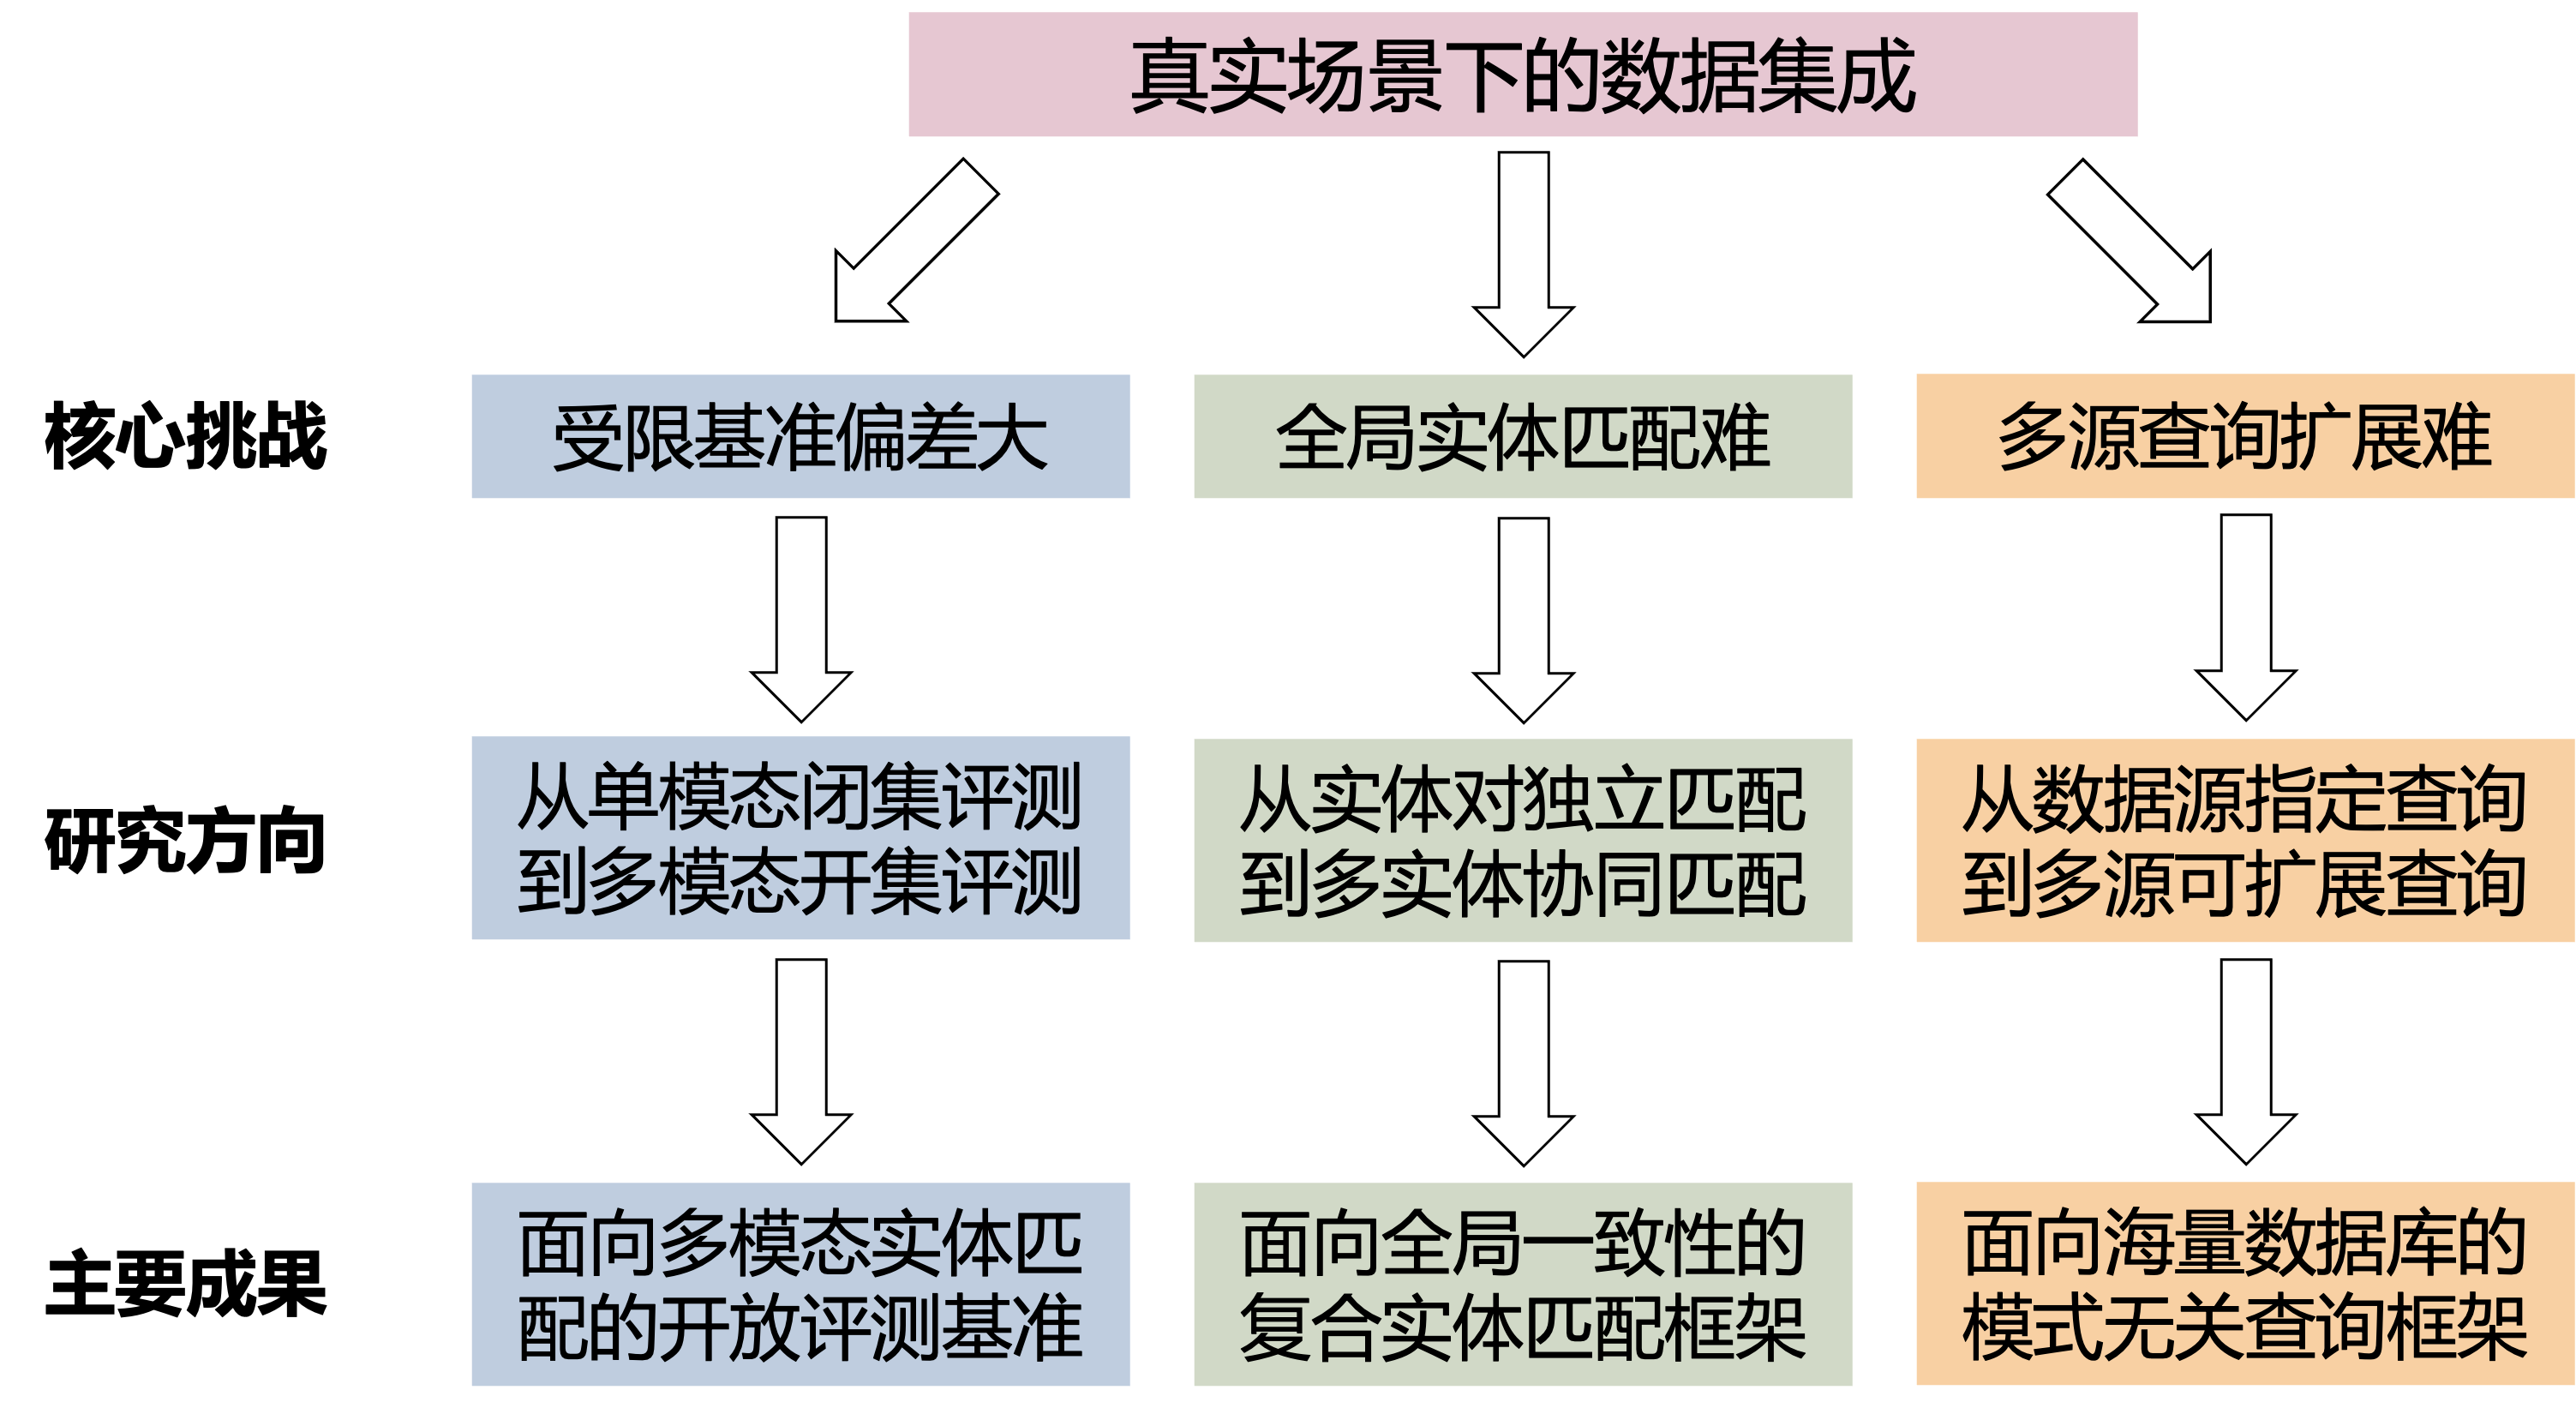 真实场景下的数据集成
核心挑战
受限基准偏差大
全局实体匹配难
多源查询扩展难
研究方向
从单模态闭集评测
到多模态开集评测
从实体对独立匹配
到多实体协同匹配
从数据源指定查询
到多源可扩展查询
主要成果
面向多模态实体匹
配的开放评测基准
面向全局一致性的
复合实体匹配框架
面向海量数据库的
模式无关查询框架